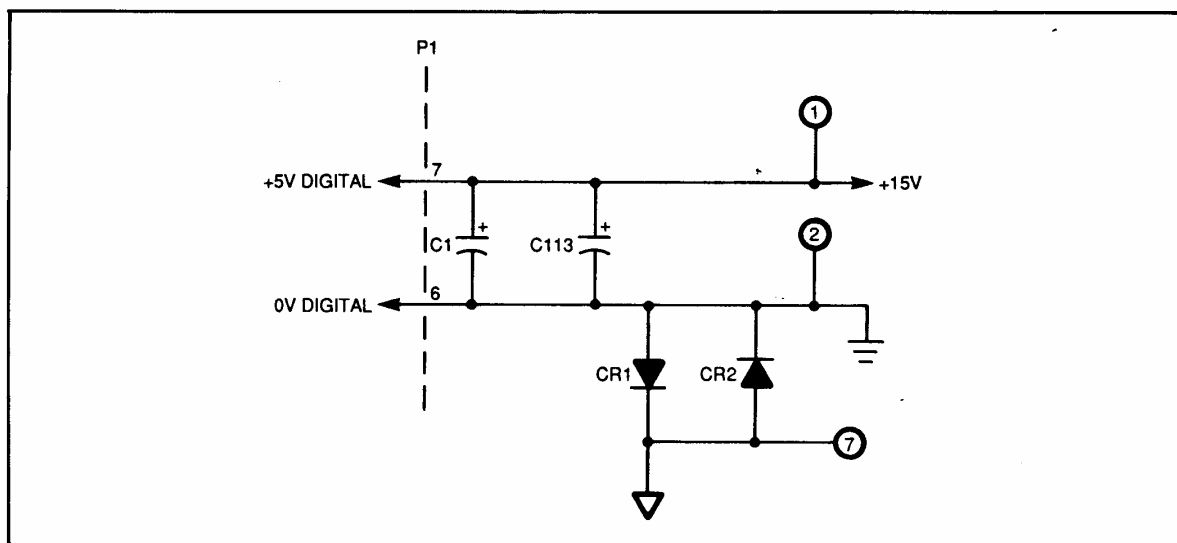 P1
1
7
+5V DIGITAL
+15V
2
+
+
C1
C113
6
0V DIGITAL
CR1
CR2
7